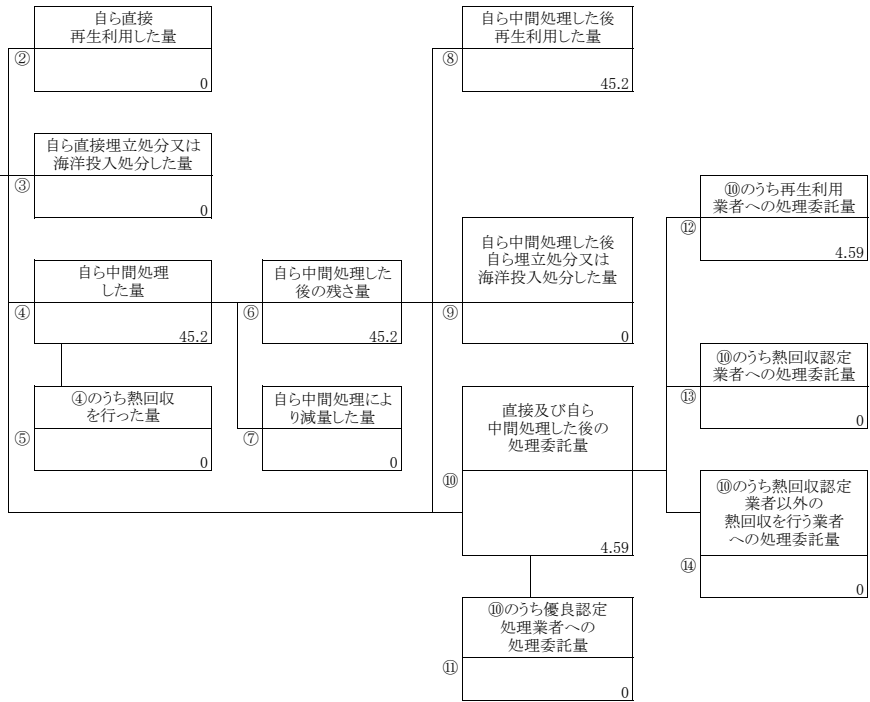 自ら直接
再生利用した量
②
0
自ら直接埋立処分又は
海洋投入処分した量
③
0
自ら中間処理
した量
④
45.2
④のうち熱回収
を行った量
⑤
0
自ら中間処理した
後の残さ量
⑥
45.2
自ら中間処理によ
り減量した量
⑦
0
自ら中間処理した後
再生利用した量
⑧
45.2
自ら中間処理した後
自ら埋立処分又は
海洋投入処分した量
⑨
0
直接及び自ら
中間処理した後の
処理委託量
⑩
4.59
⑩のうち優良認定
処理業者への
処理委託量
⑪
0
⑩のうち再生利用
業者への処理委託量
⑫
4.59
⑩のうち熱回収認定
業者への処理委託量
⑬
0
⑩のうち熱回収認定
業者以外の
熱回収を行う業者
への処理委託量
⑭
0